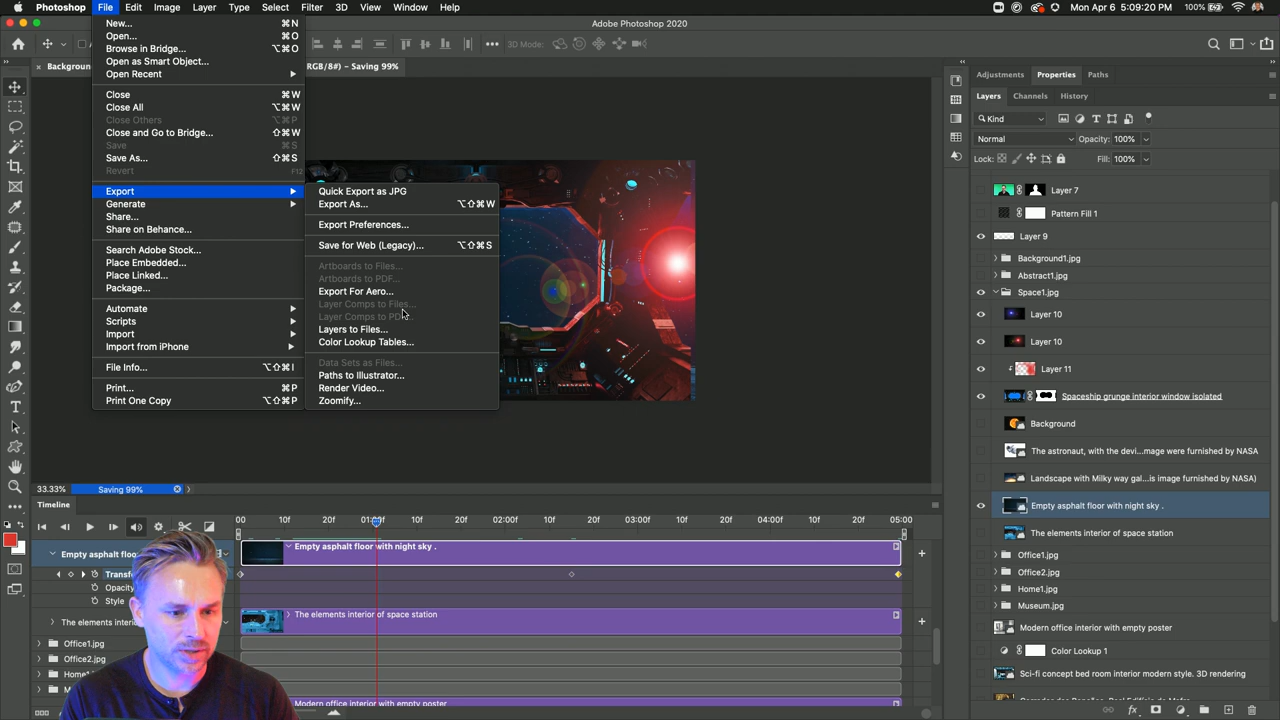 Photoshop File Edit Image Layer Type Select Filter 3D View Window Help
100% Mon Apr 6 5:09:20 PM
Adobe Photoshop 2020
3D Mode:
Backgroun
RGB/8#) – Saving 99%
New... ⌘N
Open... ⌘O
Browse in Bridge... ⌥⌘O
Open as Smart Object...
Open Recent
Close ⌘W
Close All ⌥⌘W
Close Others ⌥⌘P
Close and Go to Bridge... ⇧⌘W
Save ⌘S
Save As... ⇧⌘S
Revert F12
Export
Generate
Share...
Share on Behance...
Search Adobe Stock...
Place Embedded...
Place Linked...
Package...
Automate
Scripts
Import
Import from iPhone
File Info... ⌥⇧⌘I
Print... ⌘P
Print One Copy ⌥⇧⌘P
Quick Export as JPG
Export As... ⌥⇧⌘W
Export Preferences...
Save for Web (Legacy)... ⌥⇧⌘S
Artboards to Files...
Artboards to PDF...
Export For Aero...
Layer Comps to Files...
Layers to Files...
Color Lookup Tables...
Data Sets as Files...
Paths to Illustrator...
Render Video...
Zoomify...
Adjustments Properties Paths
Layers Channels History
Kind
Normal Opacity: 100%
Lock: Fill: 100%
Layer 7
Pattern Fill 1
Layer 9
Background1.jpg
Abstract1.jpg
Space1.jpg
Layer 10
Layer 10
Layer 11
Spaceship grunge interior window isolated
Background
The astronaut, with the devi...mage were furnished by NASA
Landscape with Milky way gal...is image furnished by NASA)
Empty asphalt floor with night sky .
The elements interior of space station
Office1.jpg
Office2.jpg
Home1.jpg
Museum.jpg
Modern office interior with empty poster
Color Lookup 1
Sci-fi concept bed room interior modern style. 3D rendering
33.33% Saving 99%
Timeline
00 10f 20f 01:00f 10f 20f 02:00f 10f 20f 03:00f 10f 20f 04:00f 10f 20f 05:00
Empty asphalt floo
Empty asphalt floor with night sky .
Transf
Opacity
Style
The elements inter
The elements interior of space station
Office1.jpg
Office2.jpg
Home1
M
Modern office interior with empty poster